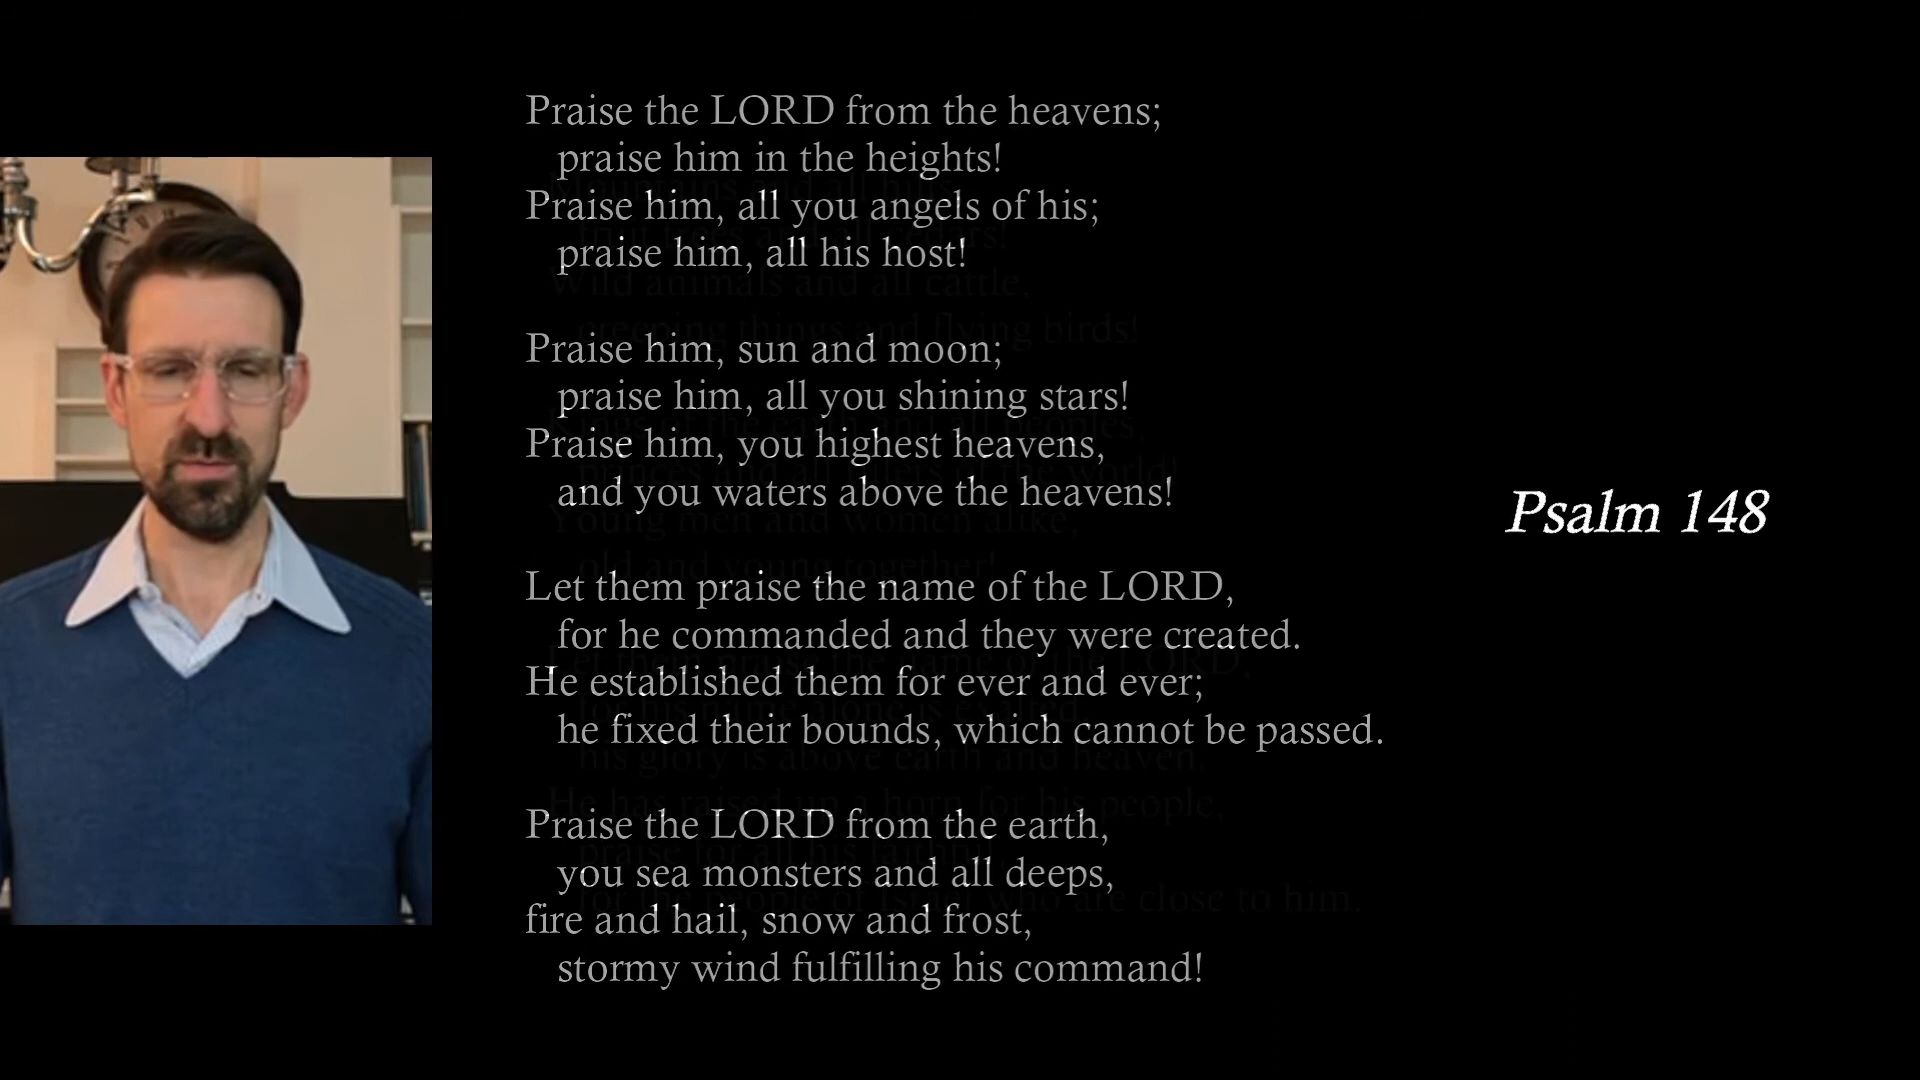 Praise the LORD from the heavens;
praise him in the heights!
Praise him, all you angels of his;
praise him, all his host!
Praise him, sun and moon;
praise him, all you shining stars!
Praise him, you highest heavens,
and you waters above the heavens!
Let them praise the name of the LORD,
for he commanded and they were created.
He established them for ever and ever;
he fixed their bounds, which cannot be passed.
Praise the LORD from the earth,
you sea monsters and all deeps,
fire and hail, snow and frost,
stormy wind fulfilling his command!
Psalm 148